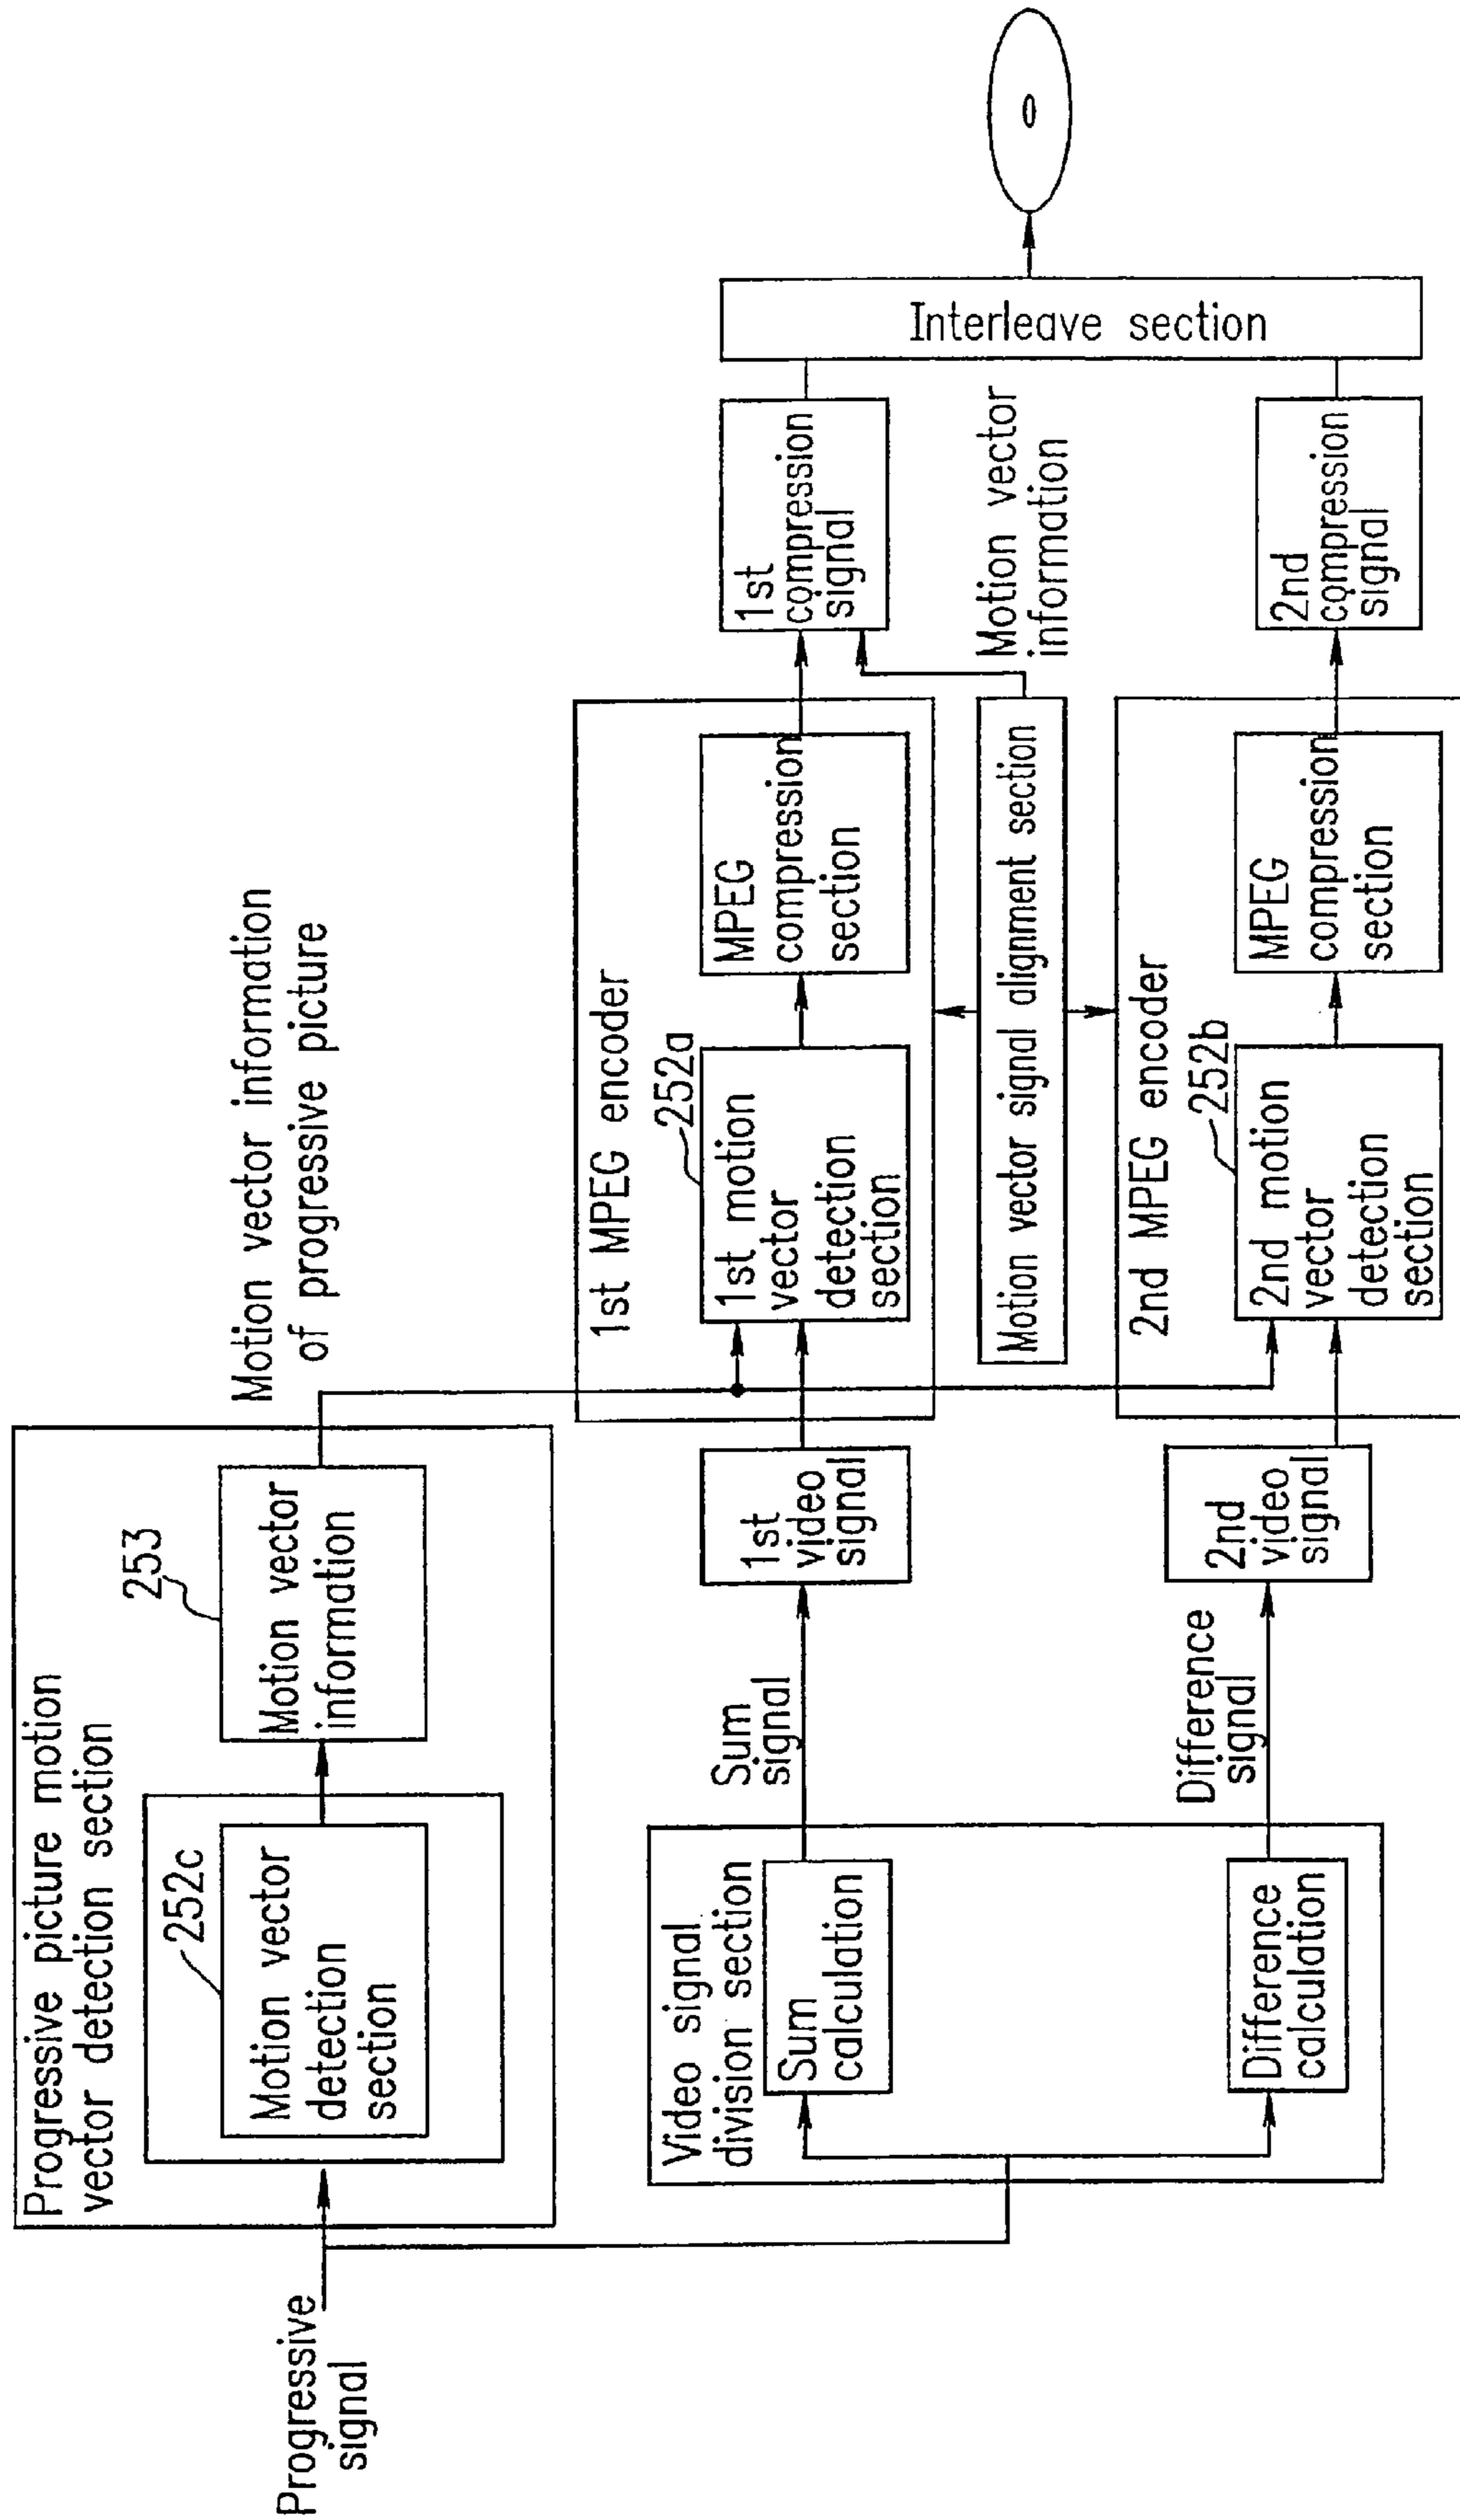 Progressive
signal
Progressive picture motion
vector detection section
252c
Motion vector
detection
section
253
Motion vector
information
Motion vector information
of progressive picture
Video signal
division section
Sum
calculation
Difference
calculation
Sum
signal
Difference
signal
1st
video
signal
2nd
video
signal
1st MPEG encoder
252a
1st motion
vector
detection
section
MPEG
compression
section
Motion vector signal alignment section
2nd MPEG encoder
252b
2nd motion
vector
detection
section
MPEG
compression
section
1st
compression
signal
Motion vector
information
2nd
compression
signal
Interleave section